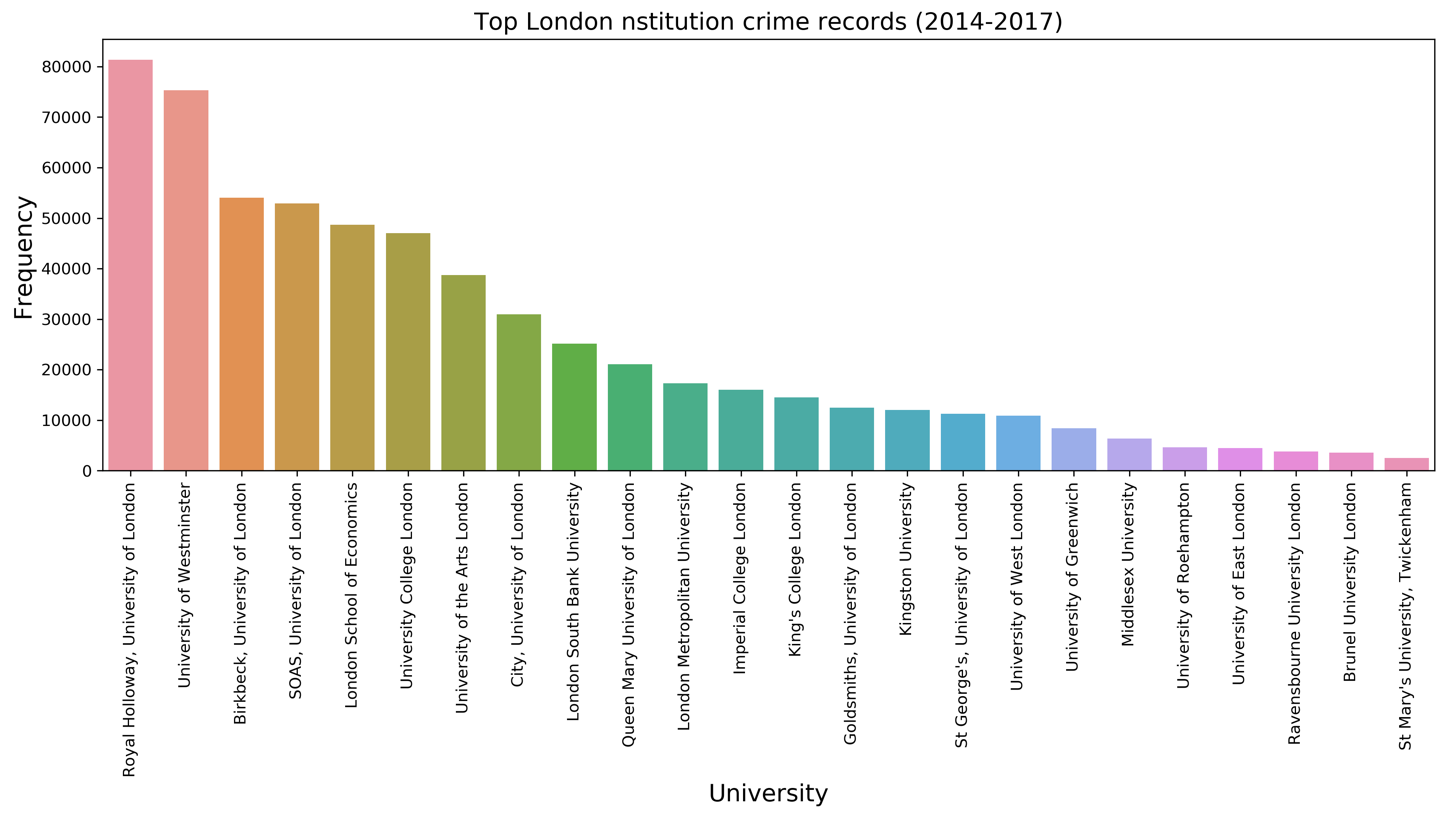 Top London nstitution crime records (2014-2017)
Frequency
80000
70000
60000
50000
40000
30000
20000
10000
0
Royal Holloway, University of London
University of Westminster
Birkbeck, University of London
SOAS, University of London
London School of Economics
University College London
University of the Arts London
City, University of London
London South Bank University
Queen Mary University of London
London Metropolitan University
Imperial College London
King's College London
Goldsmiths, University of London
Kingston University
St George's, University of London
University of West London
University of Greenwich
Middlesex University
University of Roehampton
University of East London
Ravensbourne University London
Brunel University London
St Mary's University, Twickenham
University